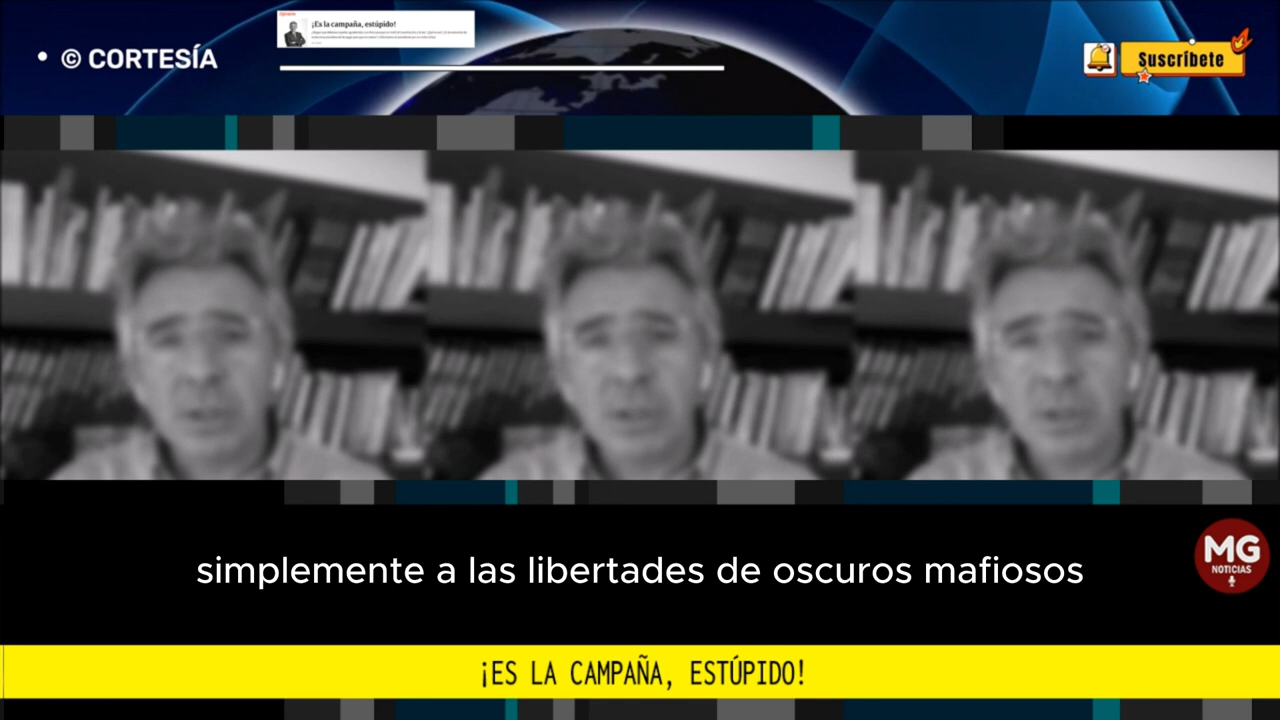 ¡Es la campaña, estúpido!
• © CORTESÍA
Suscríbete
simplemente a las libertades de oscuros mafiosos
MG
NOTICIAS
¡ES LA CAMPAÑA, ESTÚPIDO!